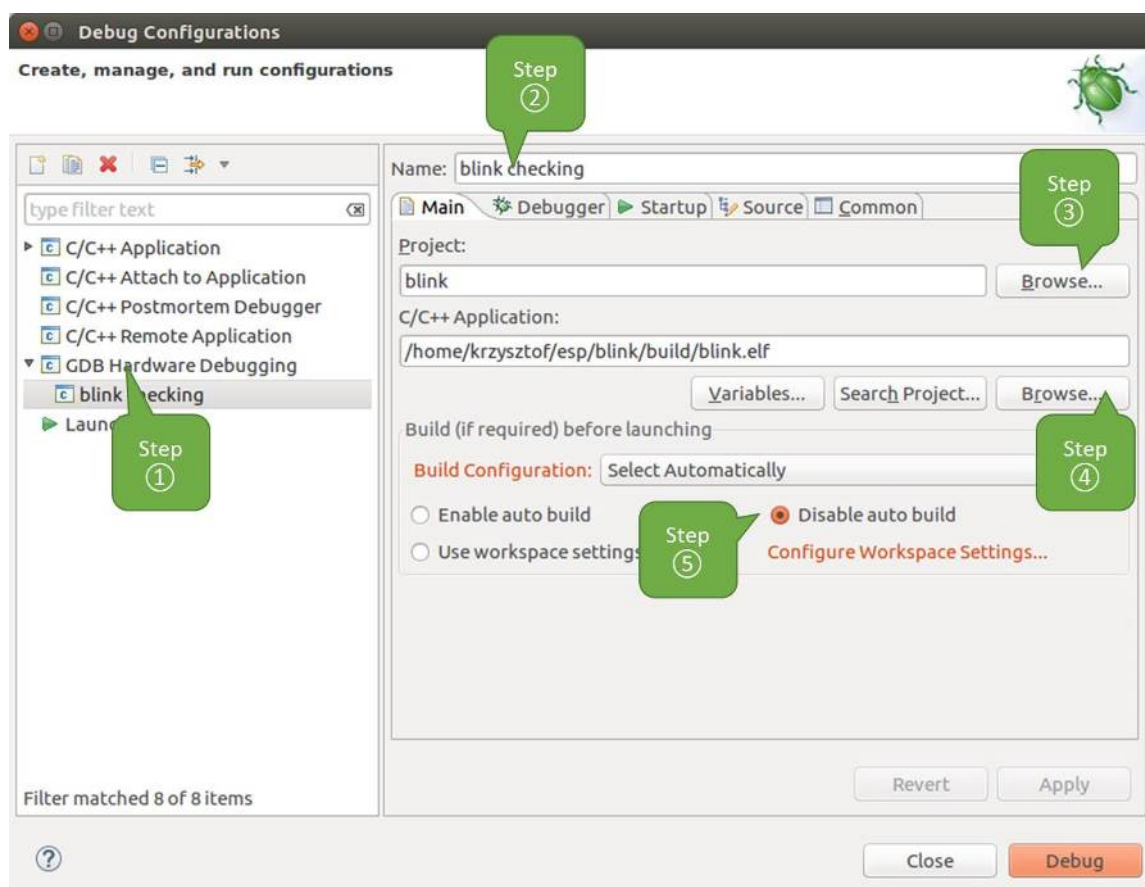 Debug Configurations
Create, manage, and run configurations
Step
②
Name: blink checking
Step
③
type filter text
Main Debugger Startup Source Common
C/C++ Application
C/C++ Attach to Application
C/C++ Postmortem Debugger
C/C++ Remote Application
GDB Hardware Debugging
blink checking
Step
①
Project:
blink Browse...
C/C++ Application:
/home/krzysztof/esp/blink/build/blink.elf
Variables... Search Project... Browse...
Step
④
Build (if required) before launching
Build Configuration: Select Automatically
Enable auto build Disable auto build
Step
⑤
Use workspace settings Configure Workspace Settings...
Revert Apply
Filter matched 8 of 8 items
Close Debug